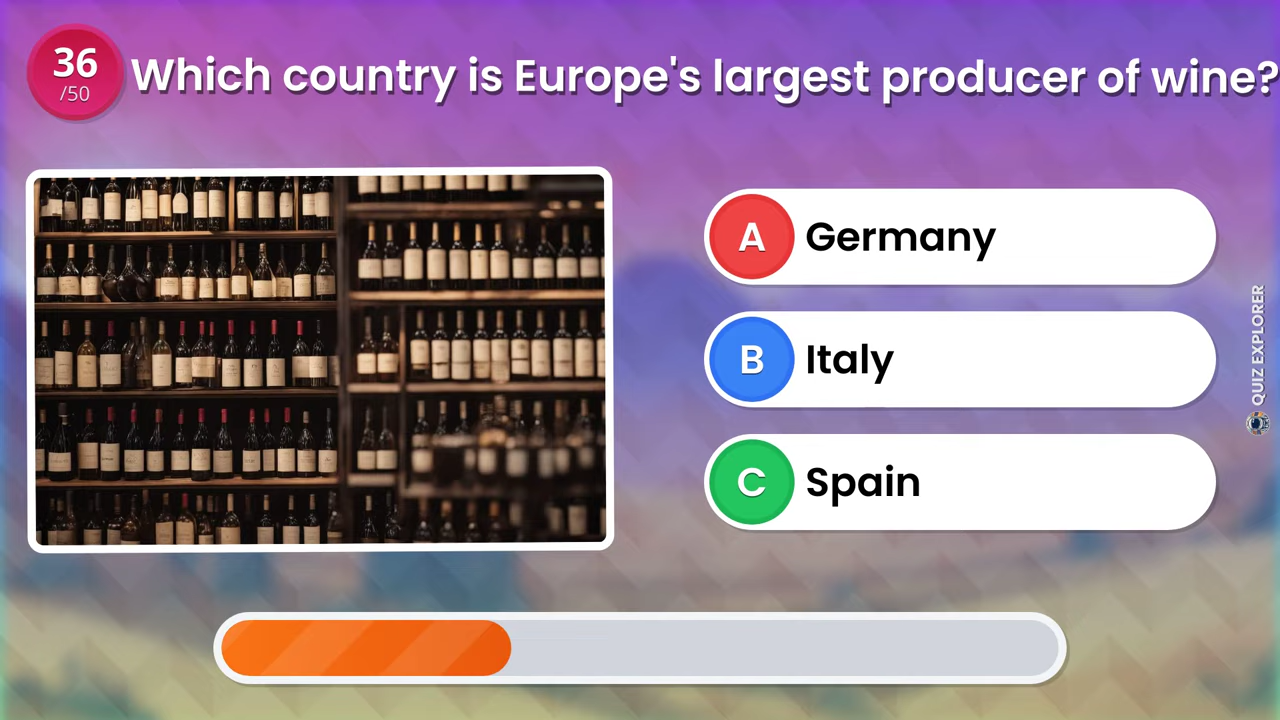 36
/50
Which country is Europe's largest producer of wine?
A Germany
B Italy
C Spain
QUIZ EXPLORER